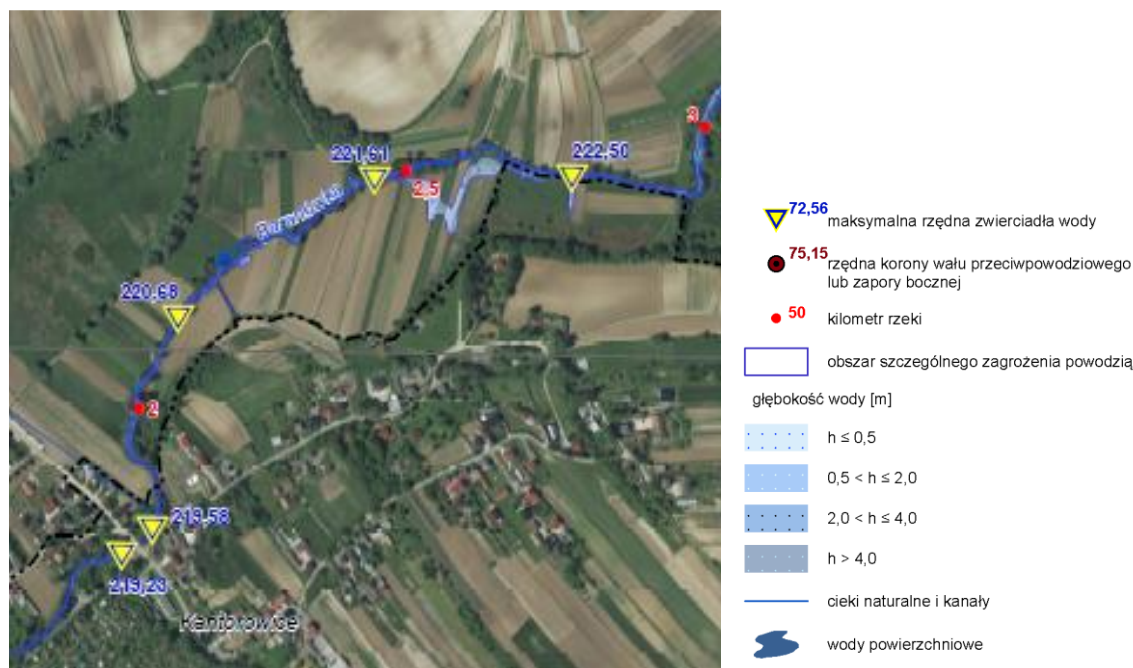 3
221,61
222,50
2,5
220,68
2
219,58
219,23
72,56
maksymalna rzędna zwierciadła wody
75,15
rzędna korony wału przeciwpowodziowego
lub zapory bocznej
50
kilometr rzeki
obszar szczególnego zagrożenia powodzią
głębokość wody [m]
h ≤ 0,5
0,5 < h ≤ 2,0
2,0 < h ≤ 4,0
h > 4,0
cieki naturalne i kanały
wody powierzchniowe